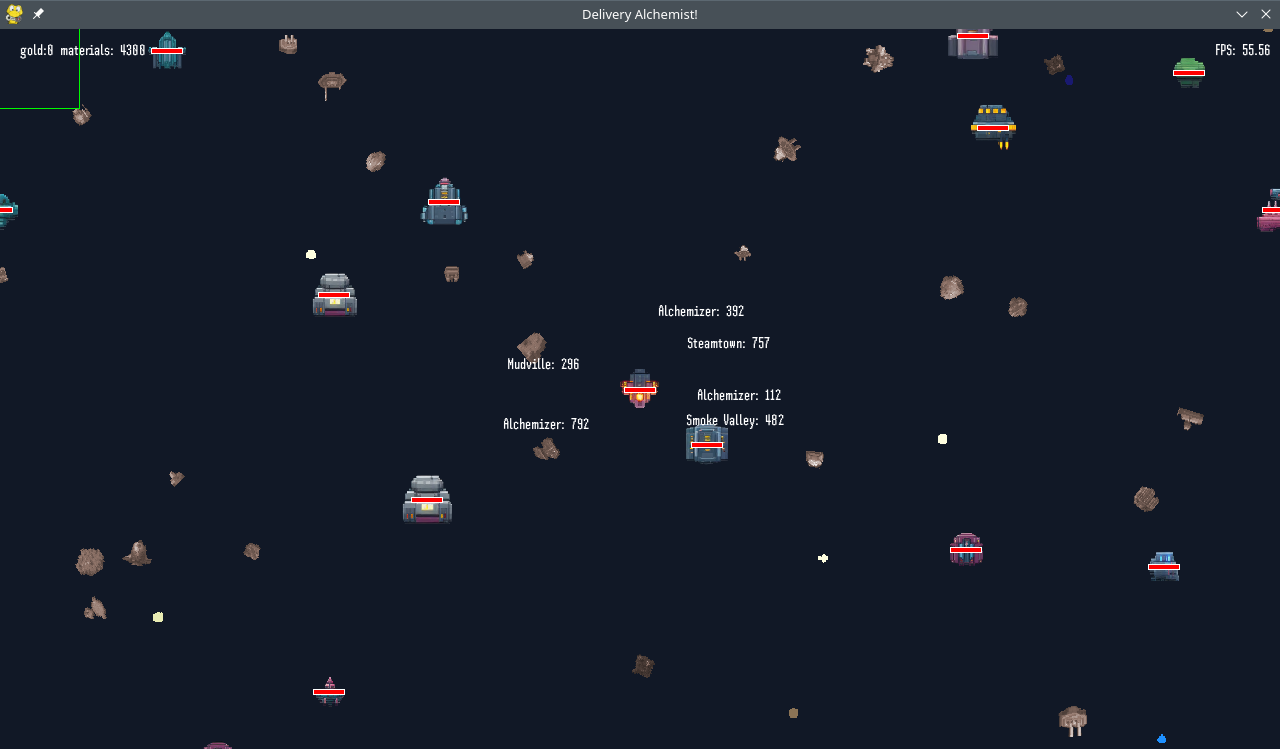 Delivery Alchemist!
gold:0 materials: 4300
FPS: 55.56
Alchemizer: 392
Steamtown: 757
Mudville: 296
Alchemizer: 112
Smoke Valley: 482
Alchemizer: 792